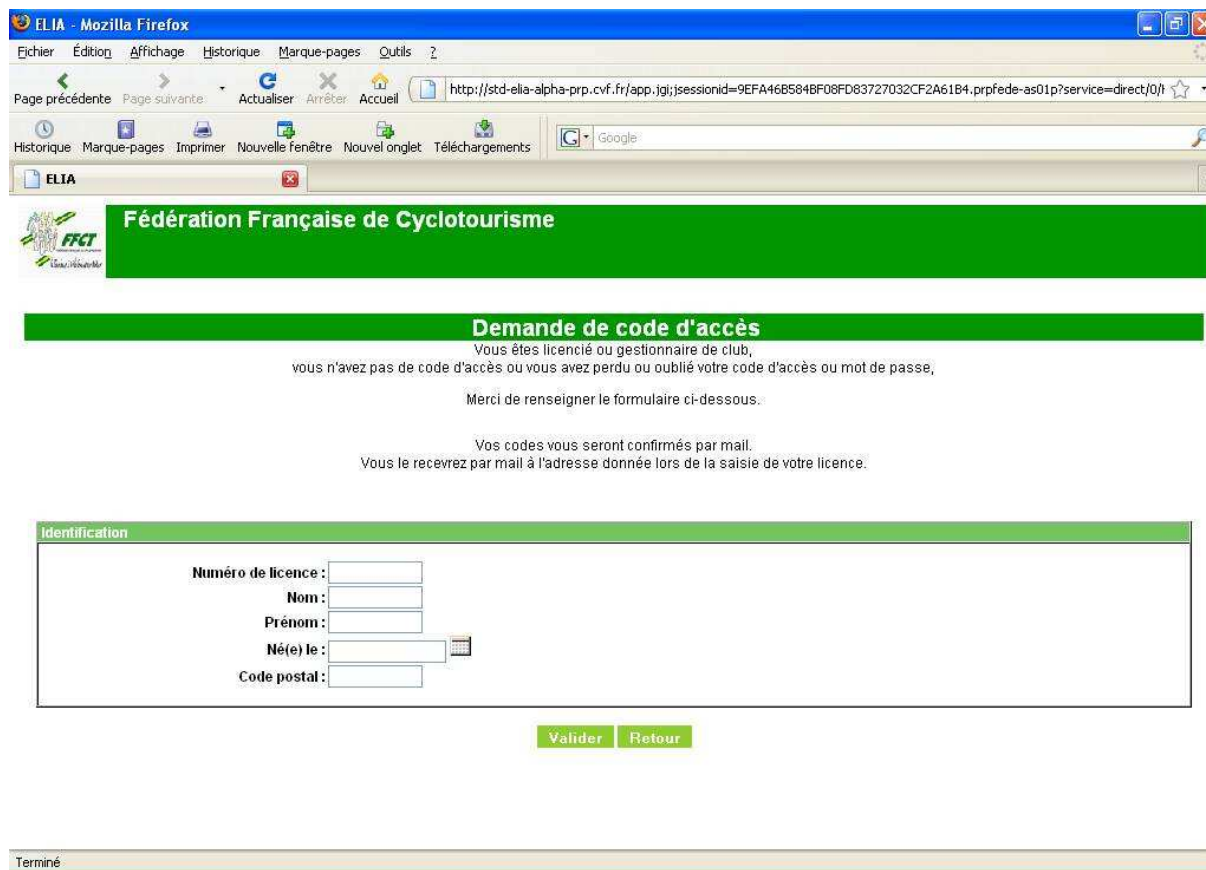 ELIA - Mozilla Firefox
Fichier Édition Affichage Historique Marque-pages Outils ?
Page précédente Page suivante Actualiser Arrêter Accueil http://std-elia-alpha-prp.cvf.fr/app.jgi;jsessionid=9EFA46B584BF08FD83727032CF2A61B4.prpfede-as01p?service=direct/0/
Historique Marque-pages Imprimer Nouvelle fenêtre Nouvel onglet Téléchargements G Google
ELIA
FFCT
Fédération Française de Cyclotourisme
Demande de code d'accès
Vous êtes licencié ou gestionnaire de club,
vous n'avez pas de code d'accès ou vous avez perdu ou oublié votre code d'accès ou mot de passe,
Merci de renseigner le formulaire ci-dessous.
Vos codes vous seront confirmés par mail.
Vous le recevrez par mail à l'adresse donnée lors de la saisie de votre licence.
Identification
Numéro de licence :
Nom :
Prénom :
Né(e) le :
Code postal :
Valider Retour
Terminé